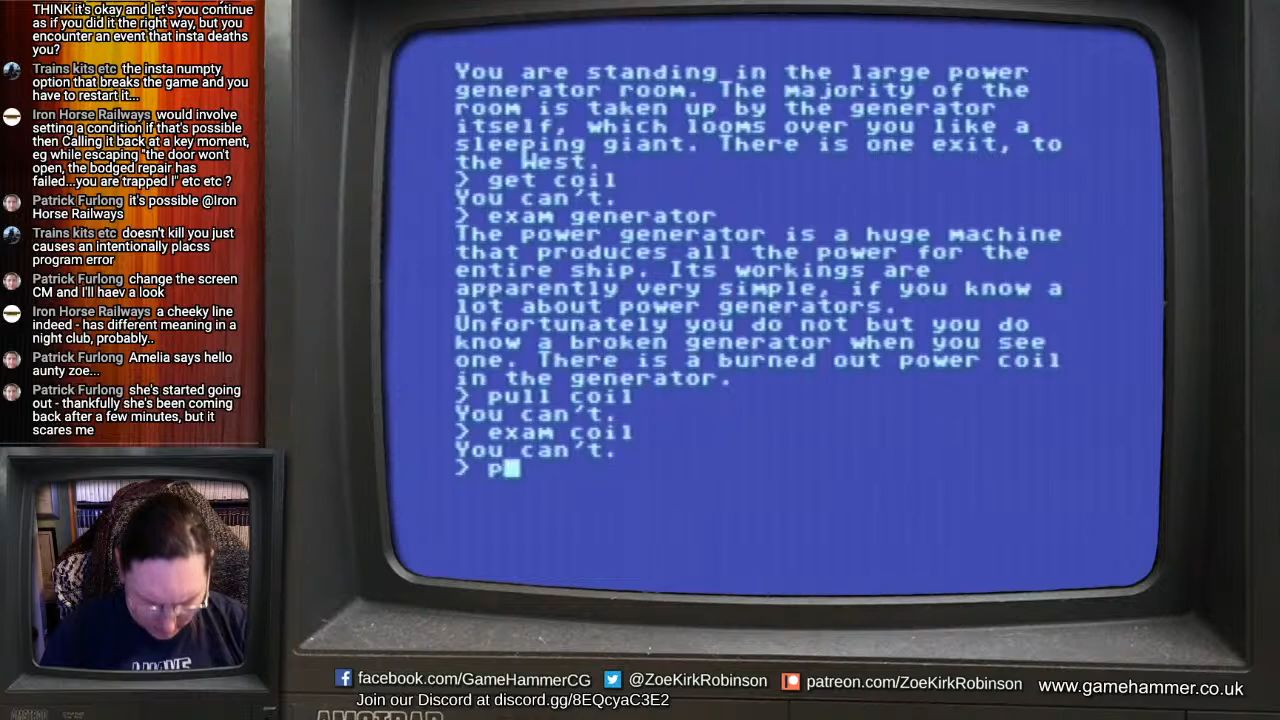 THINK it's okay and let's you continue
as if you did it the right way, but you
encounter an event that insta deaths
you?
Trains kits etc the insta numpty
option that breaks the game and you
have to restart it...
Iron Horse Railways would involve
setting a condition if that's possible
then Calling it back at a key moment,
eg while escaping "the door won't
open, the bodged repair has
failed...you are trapped !" etc etc ?
Patrick Furlong it's possible @Iron
Horse Railways
Trains kits etc doesn't kill you just
causes an intentionally placss
program error
Patrick Furlong change the screen
CM and I'll haev a look
Iron Horse Railways a cheeky line
indeed - has different meaning in a
night club, probably..
Patrick Furlong Amelia says hello
aunty zoe...
Patrick Furlong she's started going
out - thankfully she's been coming
back after a few minutes, but it
scares me
You are standing in the large power
generator room. The majority of the
room is taken up by the generator
itself, which looms over you like a
sleeping giant. There is one exit, to
the West.
> get coil
You can't.
> exam generator
The power generator is a huge machine
that produces all the power for the
entire ship. Its workings are
apparently very simple, if you know a
lot about power generators.
Unfortunately you do not but you do
know a broken generator when you see
one. There is a burned out power coil
in the generator.
> pull coil
You can't.
> exam coil
You can't.
> p
facebook.com/GameHammerCG @ZoeKirkRobinson patreon.com/ZoeKirkRobinson www.gamehammer.co.uk
Join our Discord at discord.gg/8EQcyaC3E2